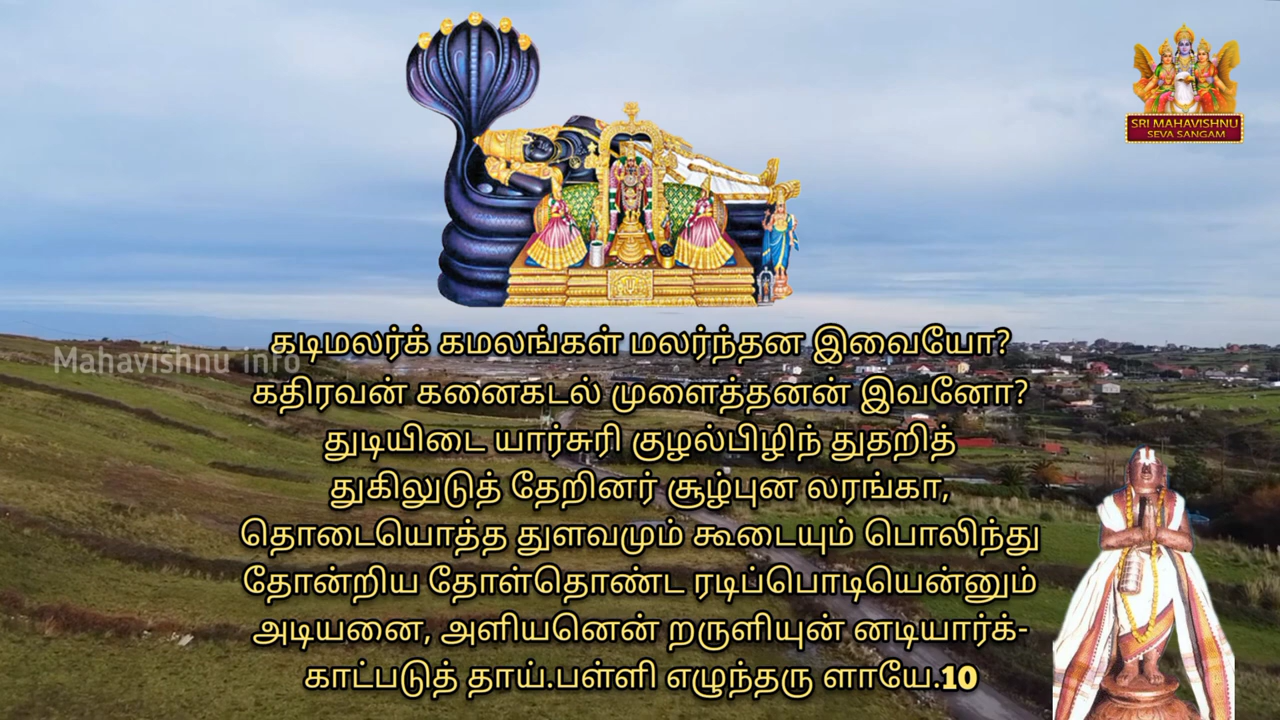 SRI MAHAVISHNU
SEVA SANGAM
Mahavishnu info
கடிமலர்க் கமலங்கள் மலர்ந்தன இவையோ?
கதிரவன் கனைகடல் முளைத்தனன் இவனோ?
துடியிடை யார்சுரி குழல்பிழிந் துதறித்
துகிலுடுத் தேறினர் சூழ்புன லரங்கா,
தொடையொத்த துளவமும் கூடையும் பொலிந்து
தோன்றிய தோள்தொண்ட ரடிப்பொடியென்னும்
அடியனை, அளியனென் றருளியுன் னடியார்க்-
காட்படுத் தாய்.பள்ளி எழுந்தரு ளாயே.10